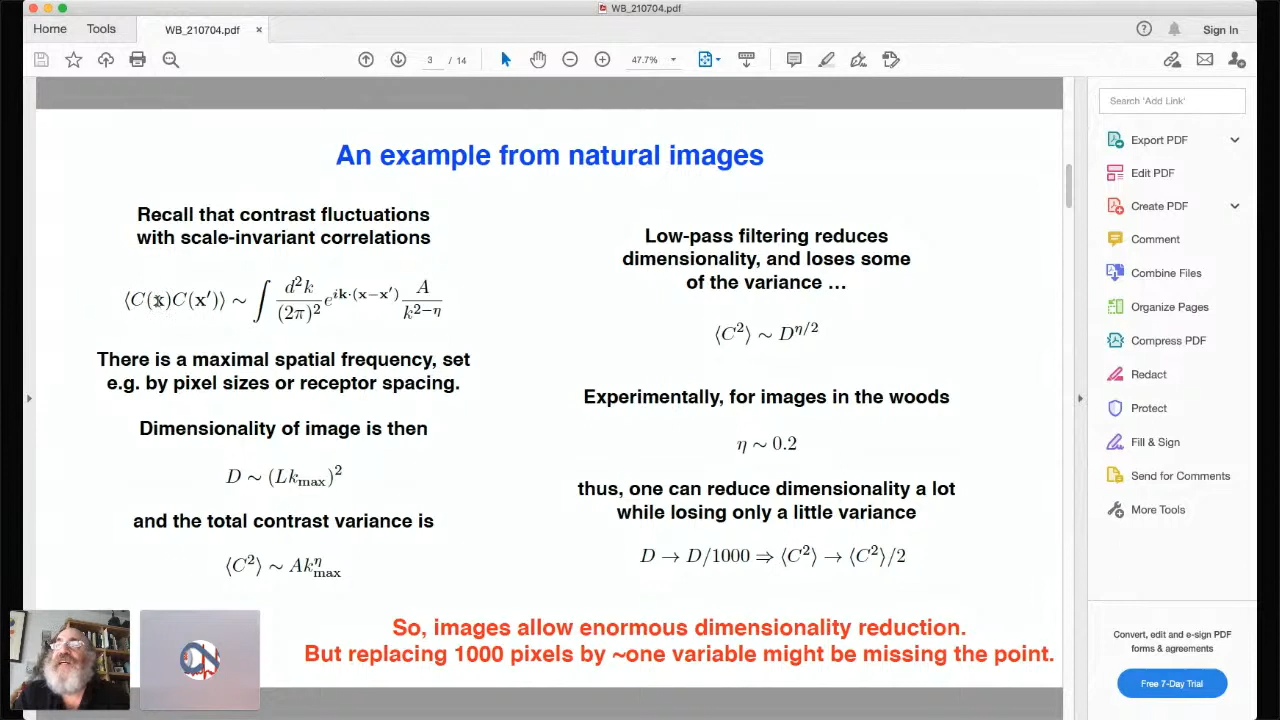 WB_210704.pdf
Home Tools WB_210704.pdf × Sign In
3 / 14 47.7%
An example from natural images
Recall that contrast fluctuations
with scale-invariant correlations
⟨C(x)C(x′)⟩ ∼ ∫ d²k/(2π)² e^{ik·(x−x′)} A/k^{2−η}
There is a maximal spatial frequency, set
e.g. by pixel sizes or receptor spacing.
Dimensionality of image is then
D ∼ (Lk_max)²
and the total contrast variance is
⟨C²⟩ ∼ Ak^η_max
Low-pass filtering reduces
dimensionality, and loses some
of the variance …
⟨C²⟩ ∼ D^{η/2}
Experimentally, for images in the woods
η ∼ 0.2
thus, one can reduce dimensionality a lot
while losing only a little variance
D → D/1000 ⇒ ⟨C²⟩ → ⟨C²⟩/2
So, images allow enormous dimensionality reduction.
But replacing 1000 pixels by ~one variable might be missing the point.
Search 'Add Link'
Export PDF
Edit PDF
Create PDF
Comment
Combine Files
Organize Pages
Compress PDF
Redact
Protect
Fill & Sign
Send for Comments
More Tools
Convert, edit and e-sign PDF
forms & agreements
Free 7-Day Trial